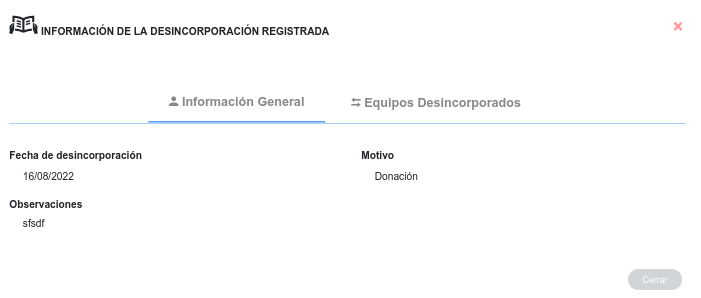 INFORMACIÓN DE LA DESINCORPORACIÓN REGISTRADA
Información General
Equipos Desincorporados
Fecha de desincorporación
Motivo
16/08/2022
Donación
Observaciones
sfsdf
Cerrar